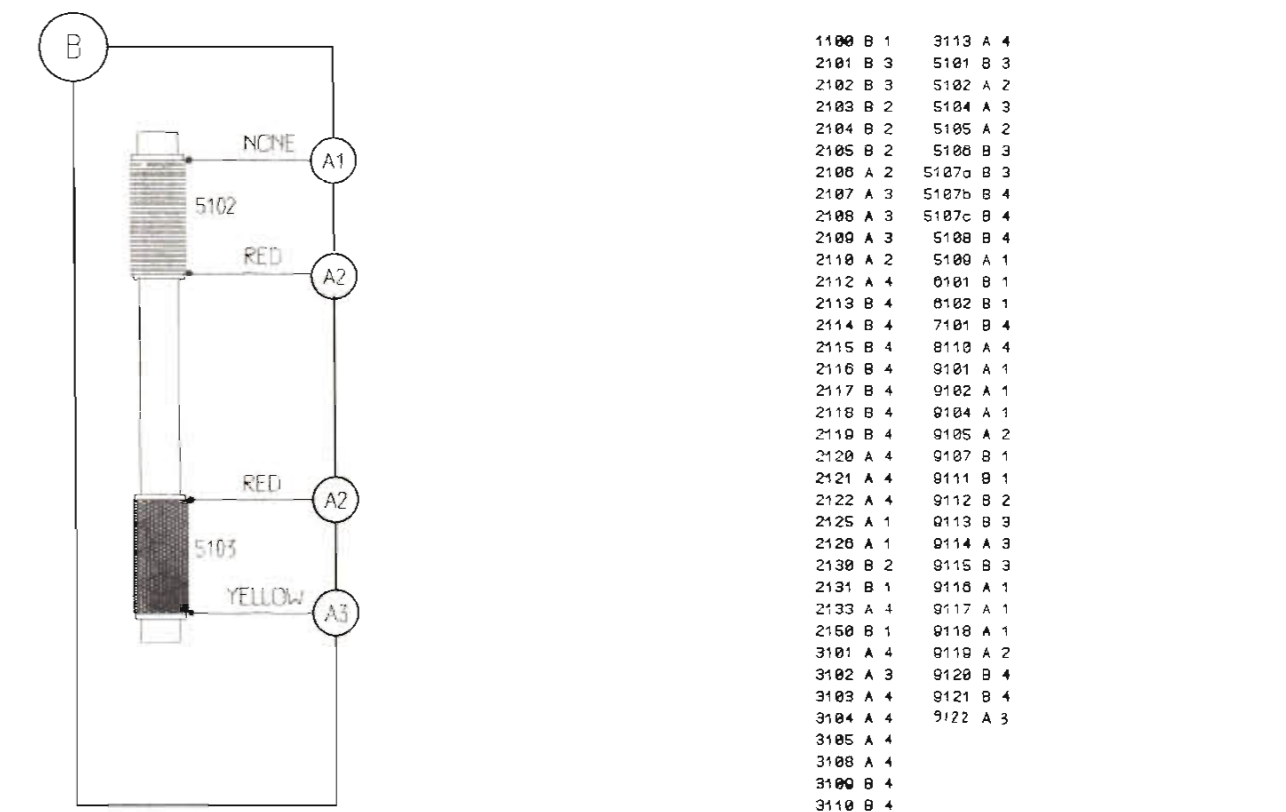 B
NONE
A1
5102
RED
A2
RED
A2
5103
YELLOW
A3
1100 B 1
2101 B 3
2102 B 3
2103 B 2
2104 B 2
2105 B 2
2106 A 2
2107 A 3
2108 A 3
2109 A 3
2110 A 2
2112 A 4
2113 B 4
2114 B 4
2115 B 4
2116 B 4
2117 B 4
2118 B 4
2119 B 4
2120 A 4
2121 A 4
2122 A 4
2125 A 1
2126 A 1
2130 B 2
2131 B 1
2133 A 4
2150 B 1
3101 A 4
3102 A 3
3103 A 4
3104 A 4
3105 A 4
3108 A 4
3109 B 4
3110 B 4
3113 A 4
5101 B 3
5102 A 2
5104 A 3
5105 A 2
5106 B 3
5107a B 3
5107b B 4
5107c B 4
5108 B 4
5109 A 1
6101 B 1
6102 B 1
7101 B 4
8110 A 4
9101 A 1
9102 A 1
9104 A 1
9105 A 2
9107 B 1
9111 B 1
9112 B 2
9113 B 3
9114 A 3
9115 B 3
9116 A 1
9117 A 1
9118 A 1
9119 A 2
9120 B 4
9121 B 4
9122 A 3